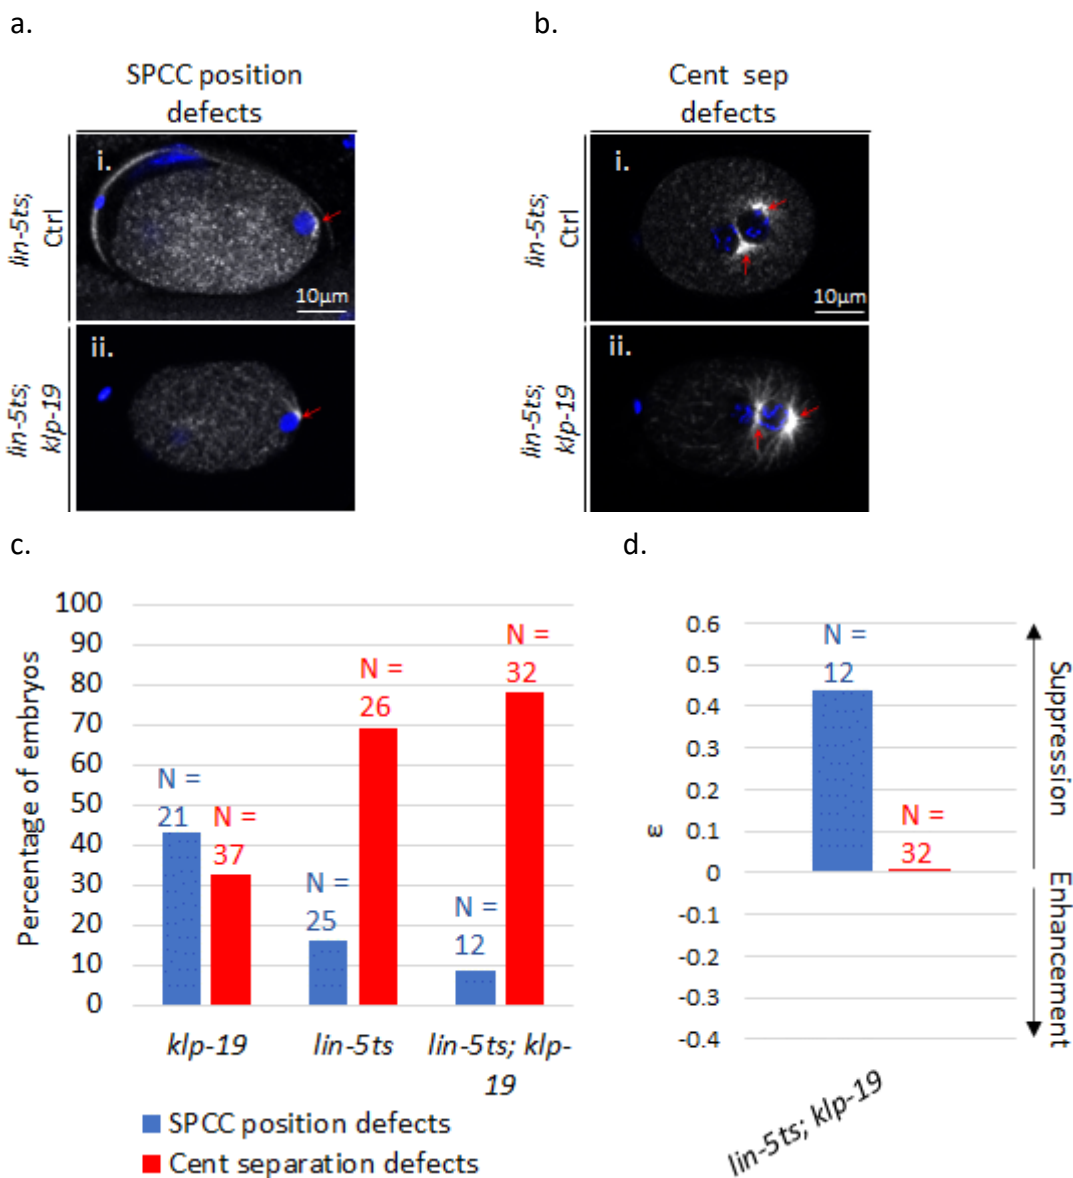 a.
SPCC position
defects
lin-5ts;
Ctrl
i.
10µm
lin-5ts;
klp-19
ii.
b.
Cent sep
defects
lin-5ts;
Ctrl
i.
10µm
lin-5ts;
klp-19
ii.
c.
Percentage of embryos
100
90
80
70
60
50
40
30
20
10
0
N =
21
N =
37
N =
25
N =
26
N =
12
N =
32
klp-19
lin-5ts
lin-5ts; klp-
19
SPCC position defects
Cent separation defects
d.
ε
0.6
0.5
0.4
0.3
0.2
0.1
0
-0.1
-0.2
-0.3
-0.4
N =
12
N =
32
Suppression
Enhancement
lin-5ts; klp-19